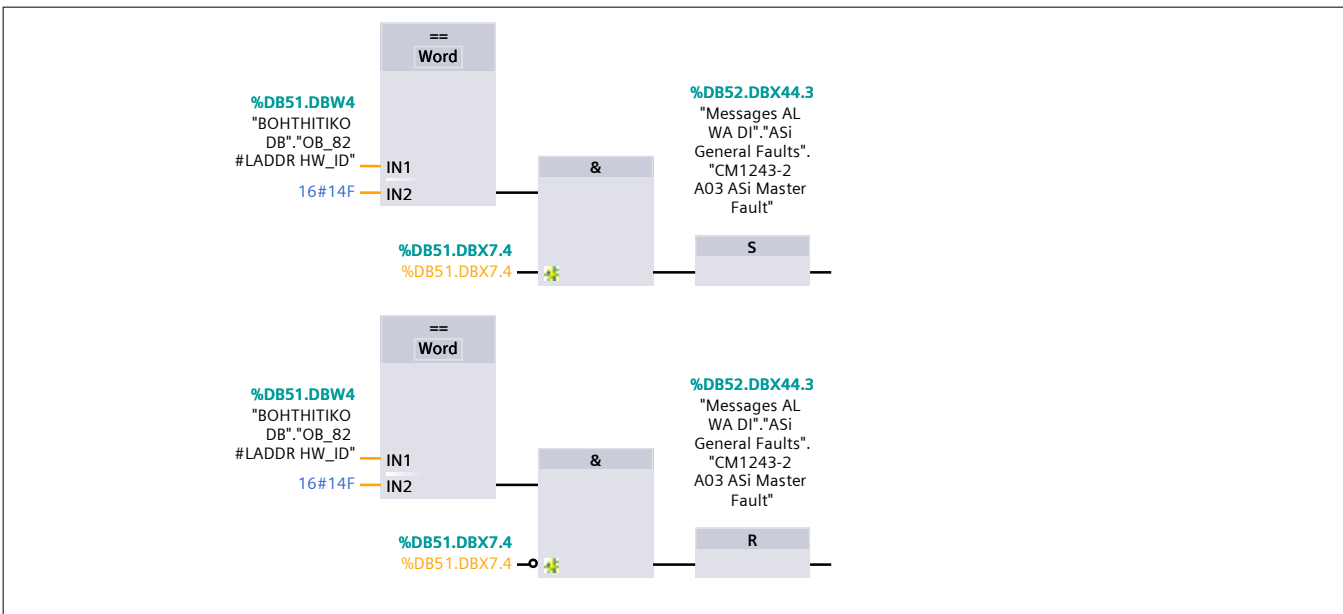 ==
Word
%DB51.DBW4
"BOHTHITIKO
DB"."OB_82
#LADDR HW_ID"
IN1
16#14F
IN2
&
%DB51.DBX7.4
%DB51.DBX7.4
%DB52.DBX44.3
"Messages AL
WA DI"."ASi
General Faults".
"CM1243-2
A03 ASi Master
Fault"
S
==
Word
%DB51.DBW4
"BOHTHITIKO
DB"."OB_82
#LADDR HW_ID"
IN1
16#14F
IN2
&
%DB51.DBX7.4
%DB51.DBX7.4
%DB52.DBX44.3
"Messages AL
WA DI"."ASi
General Faults".
"CM1243-2
A03 ASi Master
Fault"
R